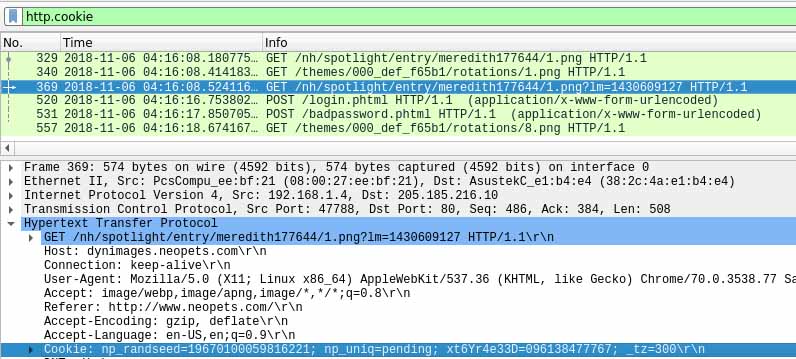 http.cookie
No. Time Info
329 2018-11-06 04:16:08.180775… GET /nh/spotlight/entry/meredith177644/1.png HTTP/1.1
340 2018-11-06 04:16:08.414183… GET /themes/000_def_f65b1/rotations/1.png HTTP/1.1
369 2018-11-06 04:16:08.524116… GET /nh/spotlight/entry/meredith177644/1.png?lm=1430609127 HTTP/1.1
520 2018-11-06 04:16:16.753802… POST /login.phtml HTTP/1.1 (application/x-www-form-urlencoded)
531 2018-11-06 04:16:17.850705… POST /badpassword.phtml HTTP/1.1 (application/x-www-form-urlencoded)
557 2018-11-06 04:16:18.674167… GET /themes/000_def_f65b1/rotations/8.png HTTP/1.1
Frame 369: 574 bytes on wire (4592 bits), 574 bytes captured (4592 bits) on interface 0
Ethernet II, Src: PcsCompu_ee:bf:21 (08:00:27:ee:bf:21), Dst: AsustekC_e1:b4:e4 (38:2c:4a:e1:b4:e4)
Internet Protocol Version 4, Src: 192.168.1.4, Dst: 205.185.216.10
Transmission Control Protocol, Src Port: 47788, Dst Port: 80, Seq: 486, Ack: 384, Len: 508
Hypertext Transfer Protocol
GET /nh/spotlight/entry/meredith177644/1.png?lm=1430609127 HTTP/1.1\r\n
Host: dynimages.neopets.com\r\n
Connection: keep-alive\r\n
User-Agent: Mozilla/5.0 (X11; Linux x86_64) AppleWebKit/537.36 (KHTML, like Gecko) Chrome/70.0.3538.77 Sa
Accept: image/webp,image/apng,image/*,*/*;q=0.8\r\n
Referer: http://www.neopets.com/\r\n
Accept-Encoding: gzip, deflate\r\n
Accept-Language: en-US,en;q=0.9\r\n
Cookie: np_randseed=19670100059816221; np_uniq=pending; xt6Yr4e33D=096138477767; _tz=300\r\n